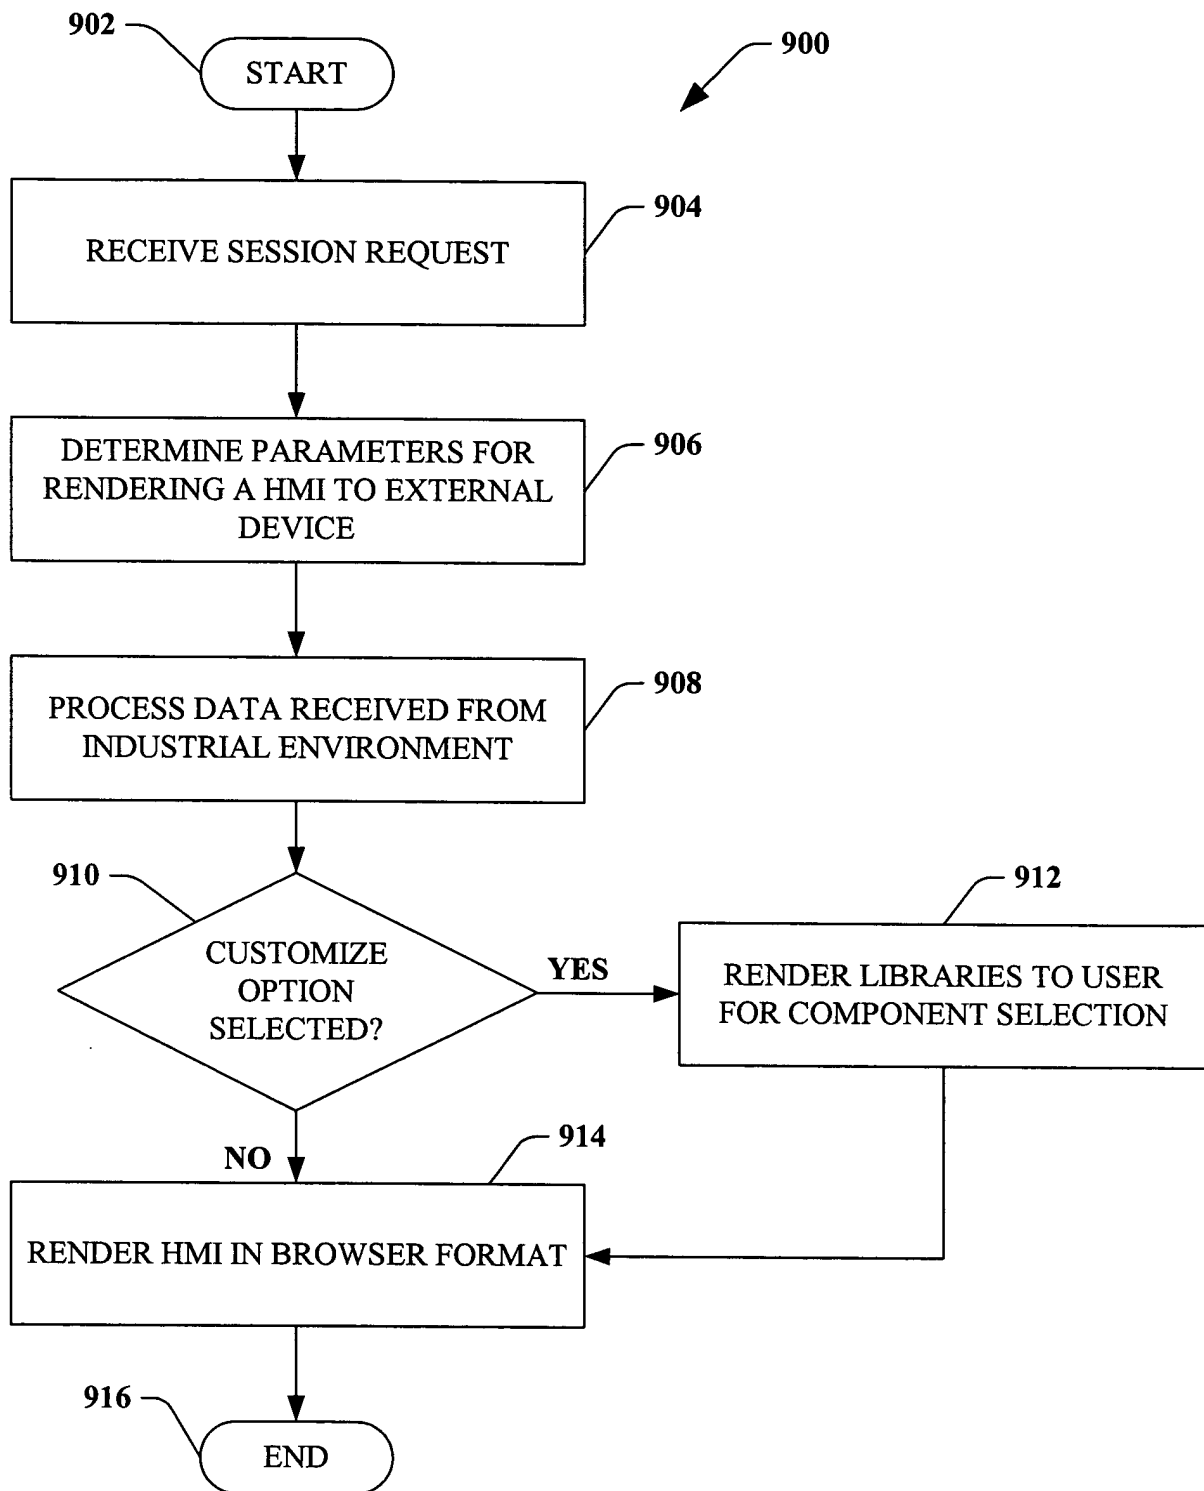 902
START
900
904
RECEIVE SESSION REQUEST
906
DETERMINE PARAMETERS FOR
RENDERING A HMI TO EXTERNAL
DEVICE
908
PROCESS DATA RECEIVED FROM
INDUSTRIAL ENVIRONMENT
910
CUSTOMIZE
OPTION
SELECTED?
YES
912
RENDER LIBRARIES TO USER
FOR COMPONENT SELECTION
NO
914
RENDER HMI IN BROWSER FORMAT
916
END